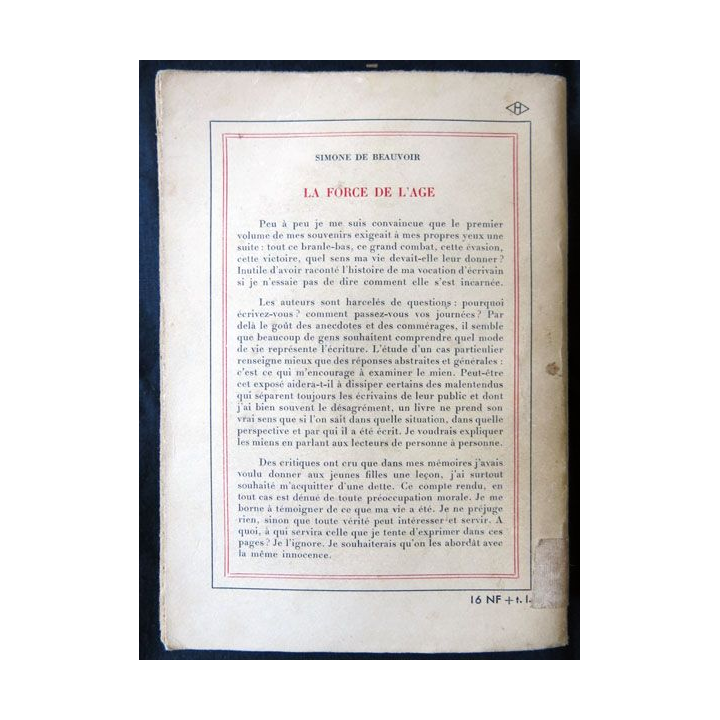 SIMONE DE BEAUVOIR
LA FORCE DE L'AGE
Peu à peu je me suis convaincue que le premier
volume de mes souvenirs exigeait à mes propres yeux une
suite : tout ce branle-bas, ce grand combat, cette évasion,
cette victoire, quel sens ma vie devait-elle leur donner ?
Inutile d'avoir raconté l'histoire de ma vocation d'écrivain
si je n'essaie pas de dire comment elle s'est incarnée.
Les auteurs sont harcelés de questions : pourquoi
écrivez-vous ? comment passez-vous vos journées ? Par
delà le goût des anecdotes et des commérages, il semble
que beaucoup de gens souhaitent comprendre quel mode
de vie représente l'écriture. L'étude d'un cas particulier
renseigne mieux que des réponses abstraites et générales :
c'est ce qui m'encourage à examiner le mien. Peut-être
cet exposé aidera-t-il à dissiper certains des malentendus
qui séparent toujours les écrivains de leur public et dont
j'ai bien souvent le désagrément, un livre ne prend son
vrai sens que si l'on sait dans quelle situation, dans quelle
perspective et par qui il a été écrit. Je voudrais expliquer
les miens en parlant aux lecteurs de personne à personne.
Des critiques ont cru que dans mes mémoires j'avais
voulu donner aux jeunes filles une leçon, j'ai surtout
souhaité m'acquitter d'une dette. Ce compte rendu, en
tout cas est dénué de toute préoccupation morale. Je me
borne à témoigner de ce que ma vie a été. Je ne préjuge
rien, sinon que toute vérité peut intéresser et servir. A
quoi, à qui servira celle que je tente d'exprimer dans ces
pages ? Je l'ignore. Je souhaiterais qu'on les abordât avec
la même innocence.
16 NF + t. l.